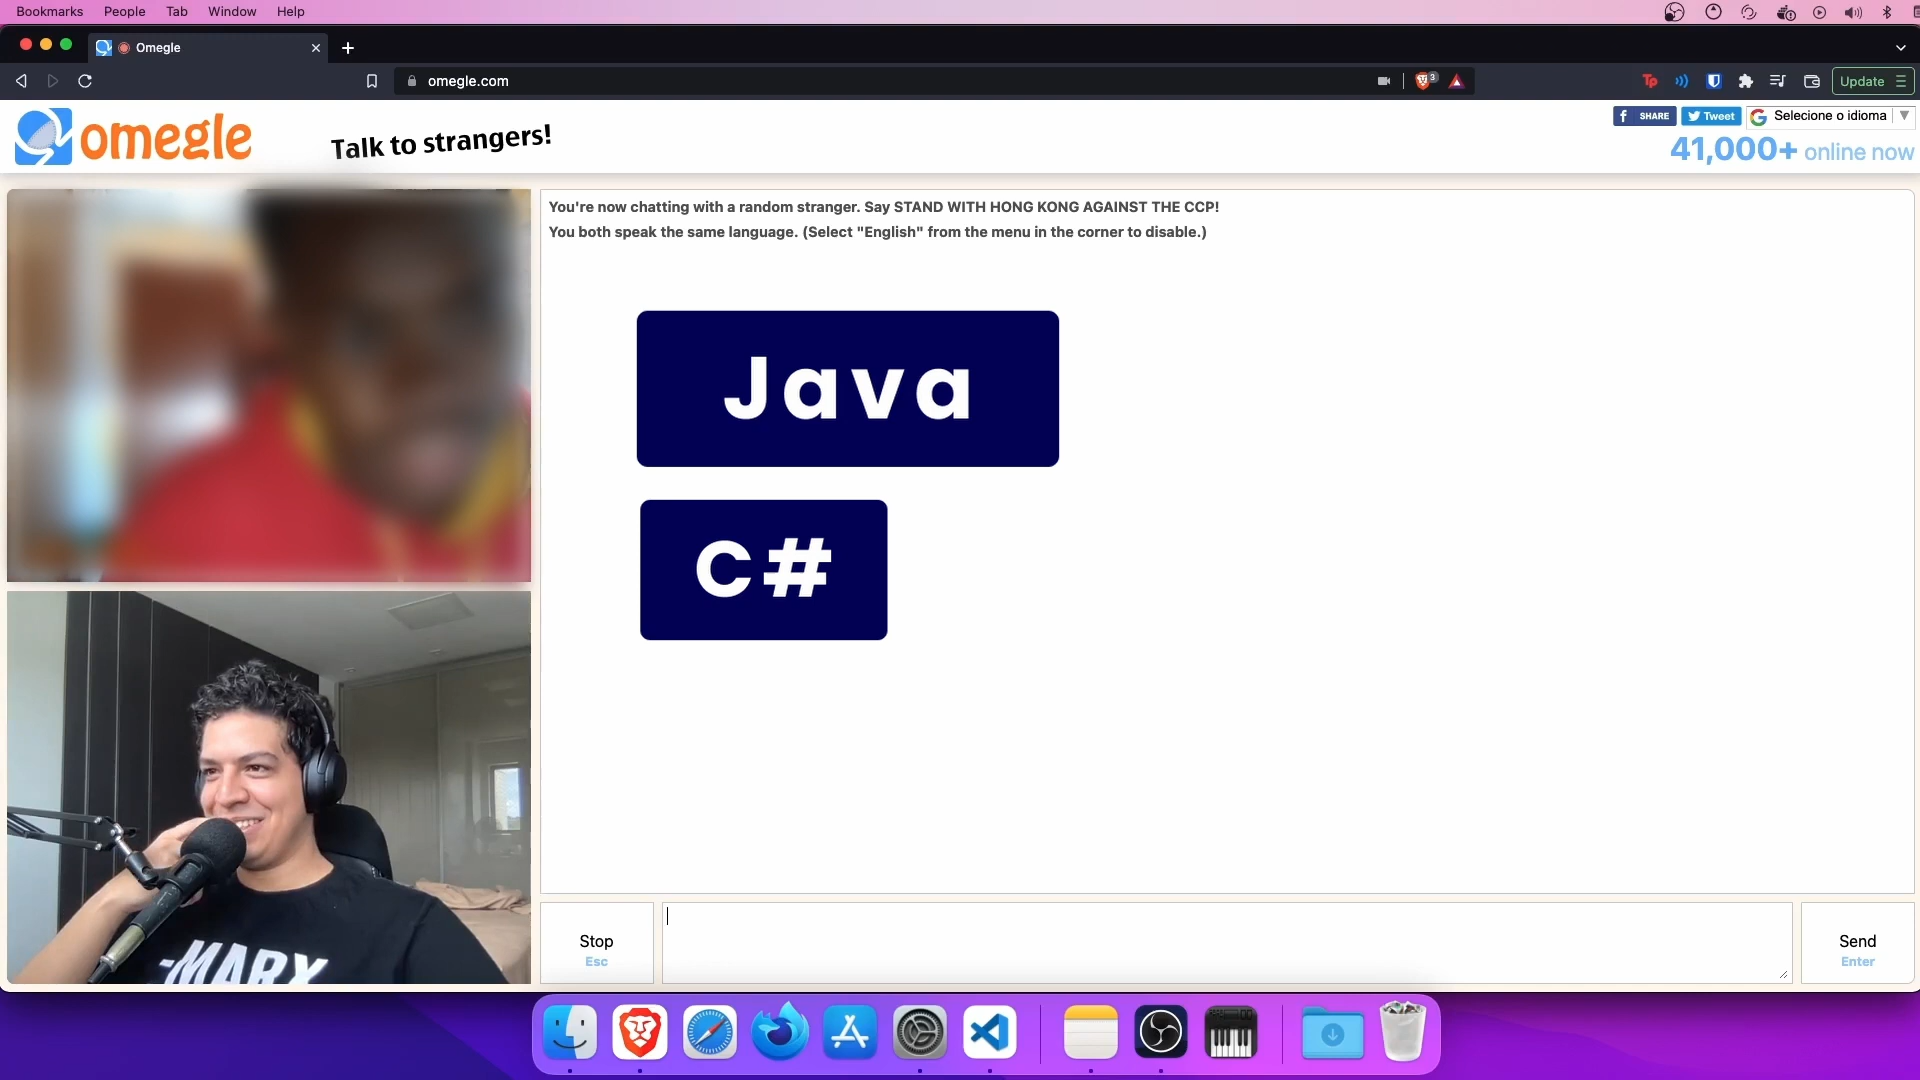 Bookmarks People Tab Window Help
Omegle
omegle.com
3
Update
omegle
Talk to strangers!
SHARE
Tweet
Selecione o idioma
41,000+ online now
You're now chatting with a random stranger. Say STAND WITH HONG KONG AGAINST THE CCP!
You both speak the same language. (Select "English" from the menu in the corner to disable.)
Java
C#
-MARX
Stop
Esc
Send
Enter